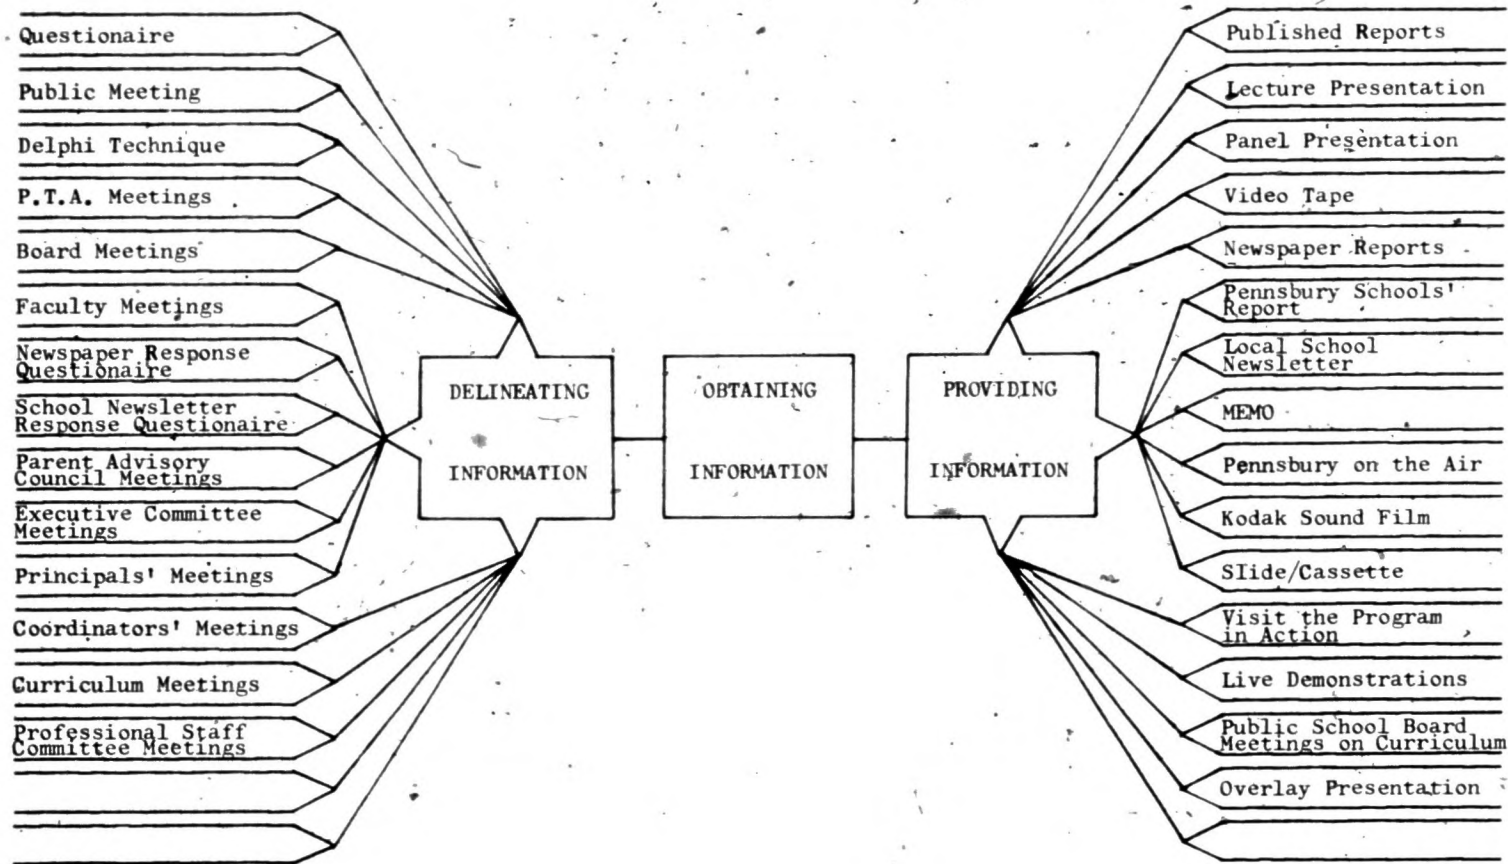 Questionaire
Public Meeting
Delphi Technique
P.T.A. Meetings
Board Meetings
Faculty Meetings
Newspaper Response
Questionaire
School Newsletter
Response Questionaire
Parent Advisory
Council Meetings
Executive Committee
Meetings
Principals' Meetings
Coordinators' Meetings
Curriculum Meetings
Professional Staff
Committee Meetings
DELINEATING
INFORMATION
OBTAINING
INFORMATION
PROVIDING
INFORMATION
Published Reports
Lecture Presentation
Panel Presentation
Video Tape
Newspaper Reports
Pennsbury Schools'
Report
Local School
Newsletter
MEMO
Pennsbury on the Air
Kodak Sound Film
Slide/Cassette
Visit the Program
in Action
Live Demonstrations
Public School Board
Meetings on Curriculum
Overlay Presentation